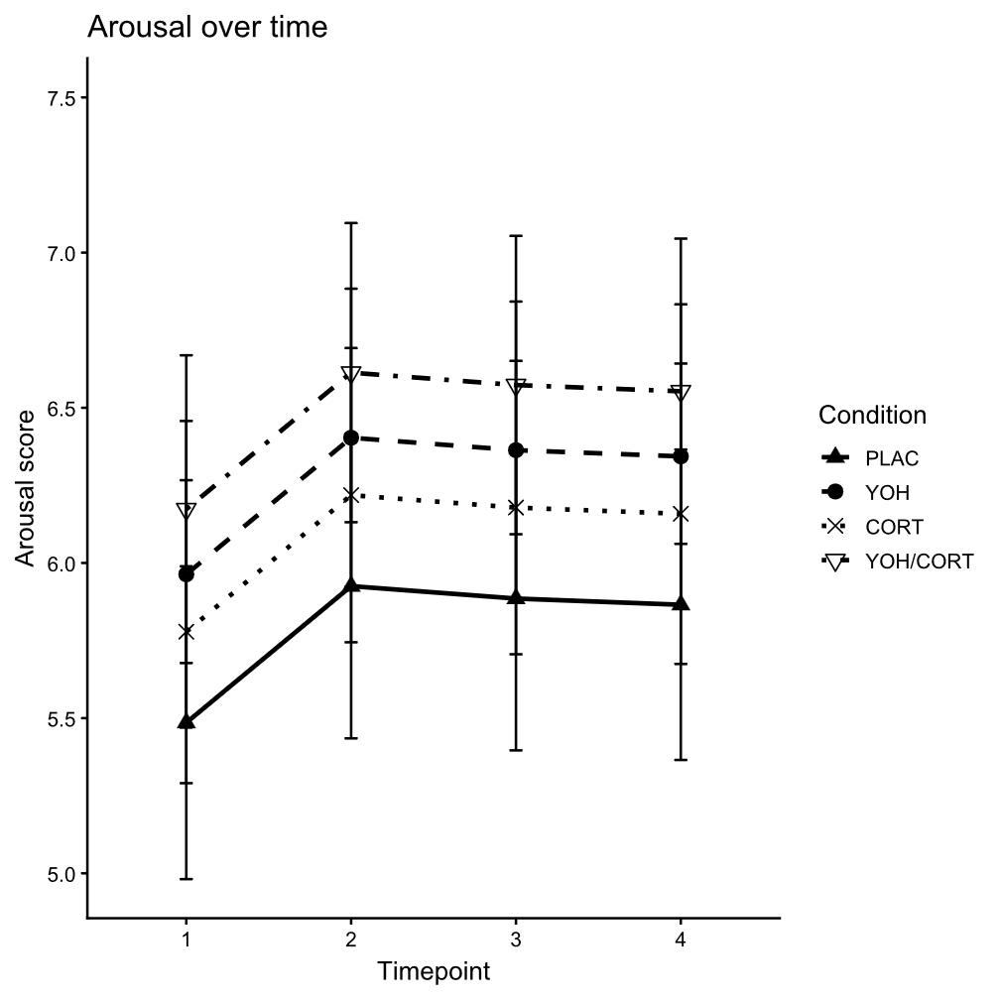 Arousal over time
Arousal score
7.5
7.0
6.5
6.0
5.5
5.0
1 2 3 4
Timepoint
Condition
PLAC
YOH
CORT
YOH/CORT